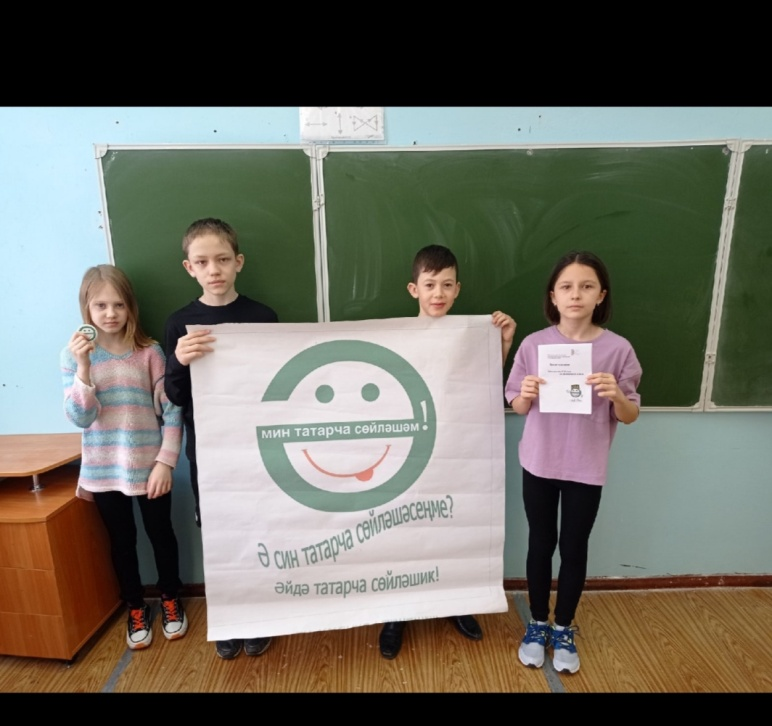 мин татарча сөйләшәм!
Ә син татарча сөйләшәсеңме?
Әйдә татарча сөйләшик!